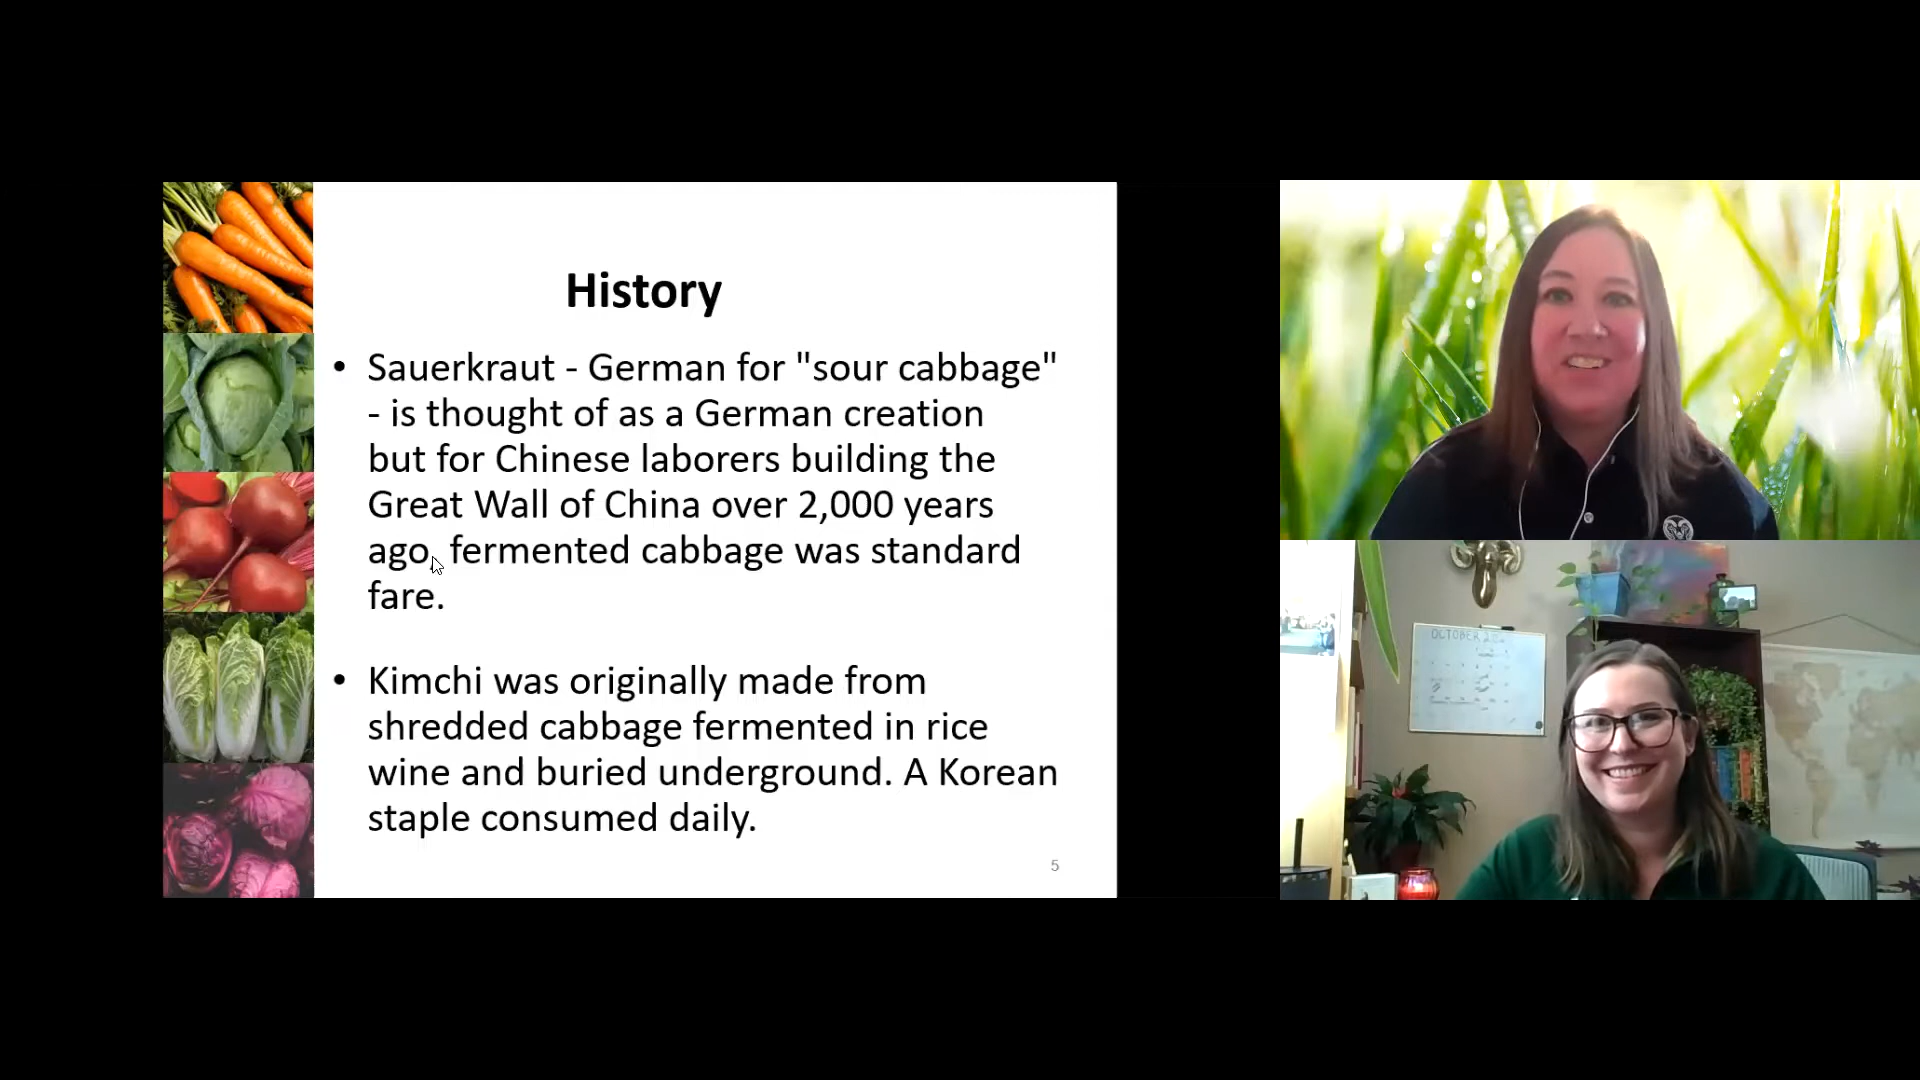 History
• Sauerkraut - German for "sour cabbage"
- is thought of as a German creation
but for Chinese laborers building the
Great Wall of China over 2,000 years
ago, fermented cabbage was standard
fare.
• Kimchi was originally made from
shredded cabbage fermented in rice
wine and buried underground. A Korean
staple consumed daily.
5
OCTOBER